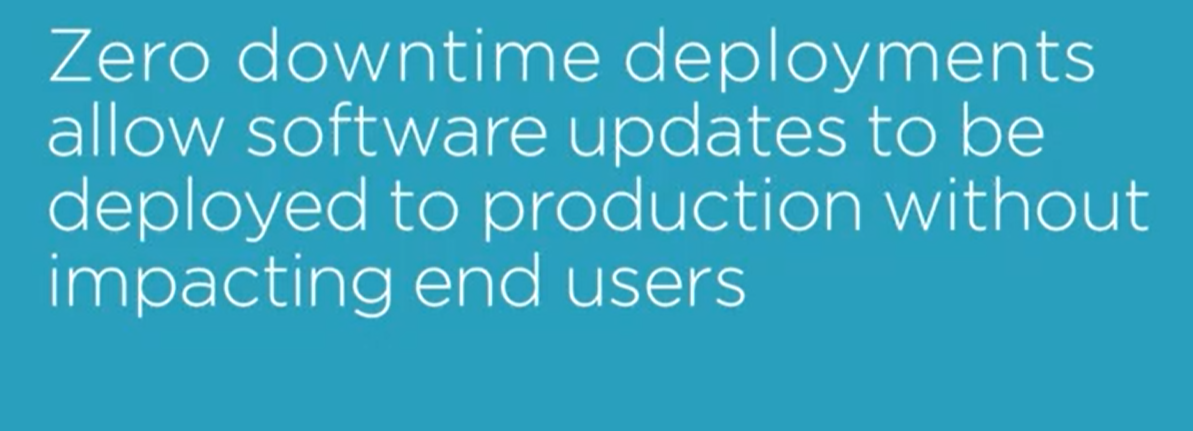 Zero downtime deployments
allow software updates to be
deployed to production without
impacting end users